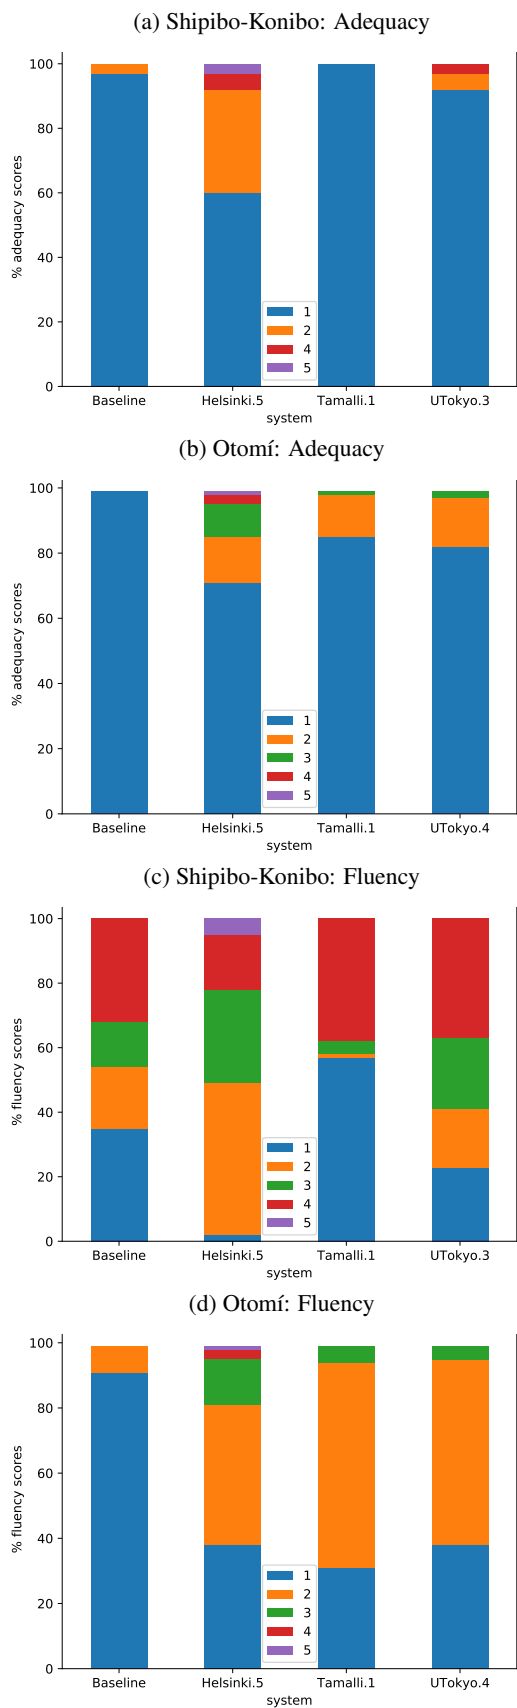 (a) Shipibo-Konibo: Adequacy
100
80
60
40
20
0
% adequacy scores
1
2
4
5
Baseline Helsinki.5 Tamalli.1 UTokyo.3
system
(b) Otomí: Adequacy
100
80
60
40
20
0
% adequacy scores
1
2
3
4
5
Baseline Helsinki.5 Tamalli.1 UTokyo.4
system
(c) Shipibo-Konibo: Fluency
100
80
60
40
20
0
% fluency scores
1
2
3
4
5
Baseline Helsinki.5 Tamalli.1 UTokyo.3
system
(d) Otomí: Fluency
100
80
60
40
20
0
% fluency scores
1
2
3
4
5
Baseline Helsinki.5 Tamalli.1 UTokyo.4
system